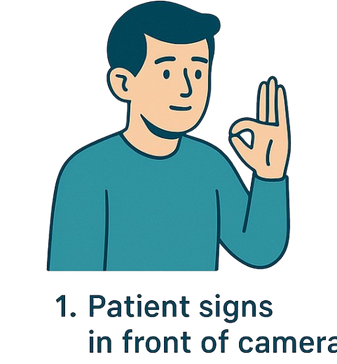 1. Patient signs
in front of camera